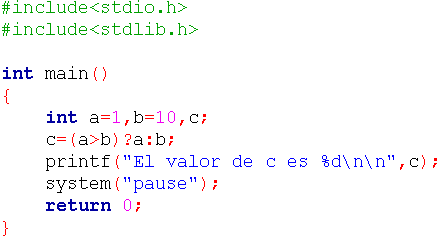 #include<stdio.h>
#include<stdlib.h>
int main()
{
int a=1,b=10,c;
c=(a>b)?a:b;
printf("El valor de c es %d\n\n",c);
system("pause");
return 0;
}